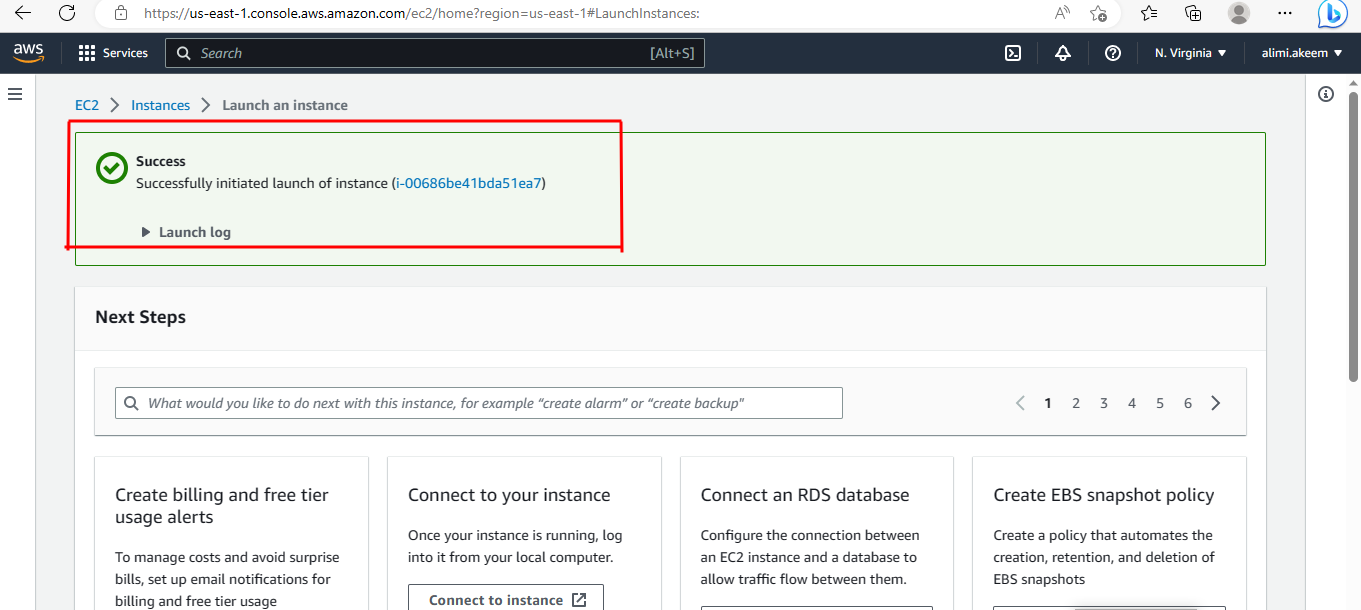 https://us-east-1.console.aws.amazon.com/ec2/home?region=us-east-1#LaunchInstances:
aws Services Search [Alt+S] N. Virginia alimi.akeem
EC2 Instances Launch an instance
Success
Successfully initiated launch of instance (i-00686be41bda51ea7)
Launch log
Next Steps
What would you like to do next with this instance, for example “create alarm” or “create backup”
1 2 3 4 5 6
Create billing and free tier
usage alerts
To manage costs and avoid surprise
bills, set up email notifications for
billing and free tier usage
Connect to your instance
Once your instance is running, log
into it from your local computer.
Connect to instance
Connect an RDS database
Configure the connection between
an EC2 instance and a database to
allow traffic flow between them.
Create EBS snapshot policy
Create a policy that automates the
creation, retention, and deletion of
EBS snapshots